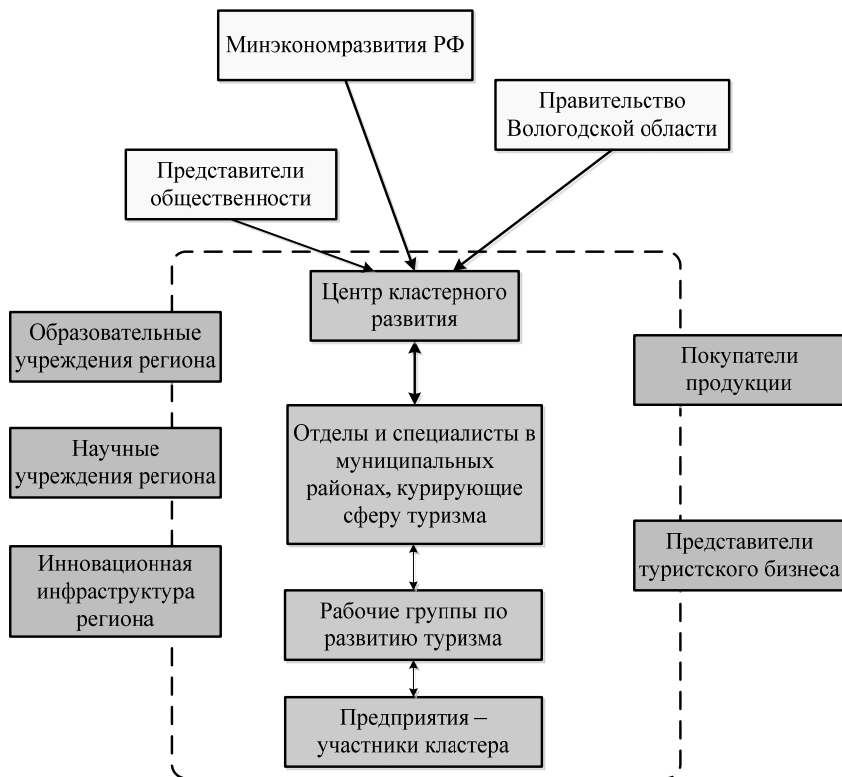 Минэкономразвития РФ
Правительство
Вологодской области
Представители
общественности
Центр кластерного
развития
Образовательные
учреждения региона
Покупатели
продукции
Отделы и специалисты в
муниципальных
районах, курирующие
сферу туризма
Научные
учреждения региона
Представители
туристского бизнеса
Инновационная
инфраструктура
региона
Рабочие группы по
развитию туризма
Предприятия –
участники кластера